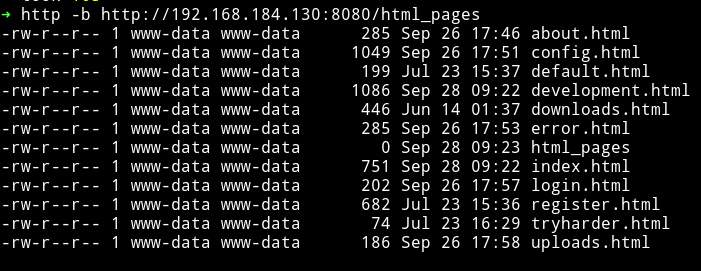 ➜ http -b http://192.168.184.130:8080/html_pages
-rw-r--r-- 1 www-data www-data      285 Sep 26 17:46 about.html
-rw-r--r-- 1 www-data www-data     1049 Sep 26 17:51 config.html
-rw-r--r-- 1 www-data www-data      199 Jul 23 15:37 default.html
-rw-r--r-- 1 www-data www-data     1086 Sep 28 09:22 development.html
-rw-r--r-- 1 www-data www-data      446 Jun 14 01:37 downloads.html
-rw-r--r-- 1 www-data www-data      285 Sep 26 17:53 error.html
-rw-r--r-- 1 www-data www-data        0 Sep 28 09:23 html_pages
-rw-r--r-- 1 www-data www-data      751 Sep 28 09:22 index.html
-rw-r--r-- 1 www-data www-data      202 Sep 26 17:57 login.html
-rw-r--r-- 1 www-data www-data      682 Jul 23 15:36 register.html
-rw-r--r-- 1 www-data www-data       74 Jul 23 16:29 tryharder.html
-rw-r--r-- 1 www-data www-data      186 Sep 26 17:58 uploads.html